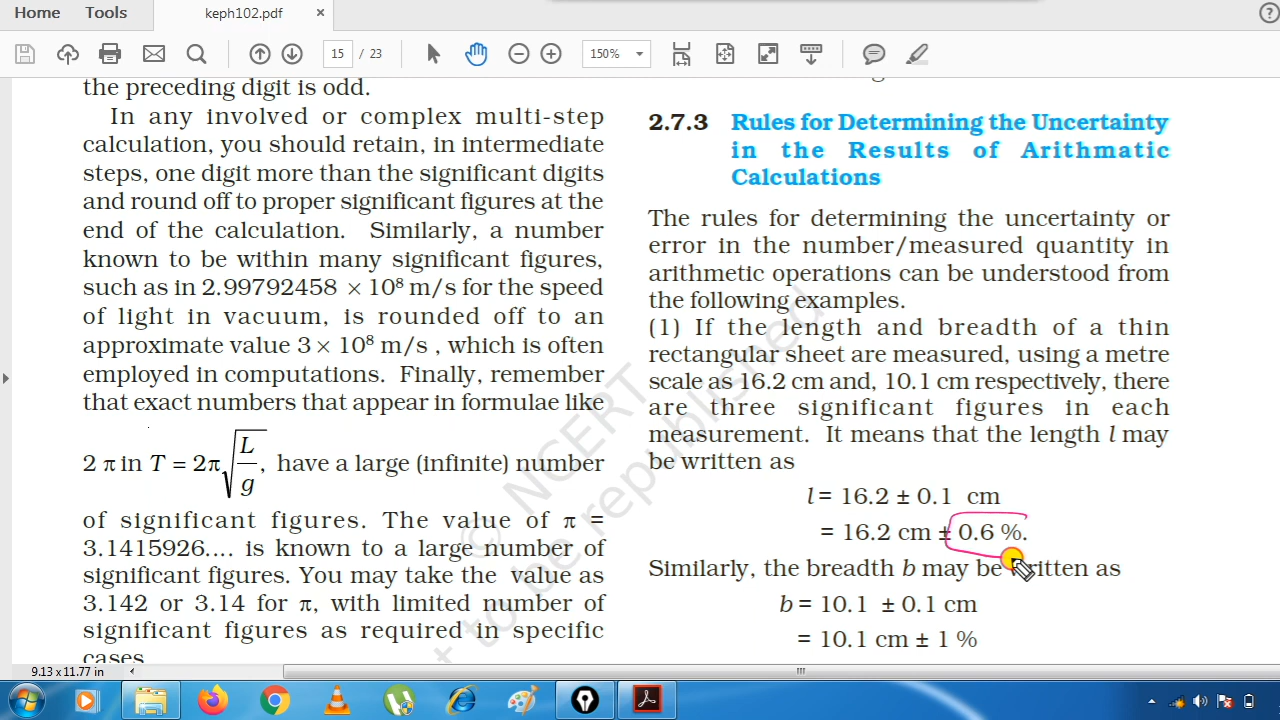 Home Tools keph102.pdf ×
15 / 23 150%
the preceding digit is odd.
In any involved or complex multi-step
calculation, you should retain, in intermediate
steps, one digit more than the significant digits
and round off to proper significant figures at the
end of the calculation. Similarly, a number
known to be within many significant figures,
such as in 2.99792458 × 10⁸ m/s for the speed
of light in vacuum, is rounded off to an
approximate value 3 × 10⁸ m/s , which is often
employed in computations. Finally, remember
that exact numbers that appear in formulae like
2 π in T = 2π√(L/g), have a large (infinite) number
of significant figures. The value of π =
3.1415926.... is known to a large number of
significant figures. You may take the value as
3.142 or 3.14 for π, with limited number of
significant figures as required in specific
cases
2.7.3 Rules for Determining the Uncertainty
in the Results of Arithmatic
Calculations
The rules for determining the uncertainty or
error in the number/measured quantity in
arithmetic operations can be understood from
the following examples.
(1) If the length and breadth of a thin
rectangular sheet are measured, using a metre
scale as 16.2 cm and, 10.1 cm respectively, there
are three significant figures in each
measurement. It means that the length l may
be written as
l = 16.2 ± 0.1 cm
= 16.2 cm ± 0.6 %.
Similarly, the breadth b may be written as
b = 10.1 ± 0.1 cm
= 10.1 cm ± 1 %
© NCERT
to be republished
9.13 x 11.77 in